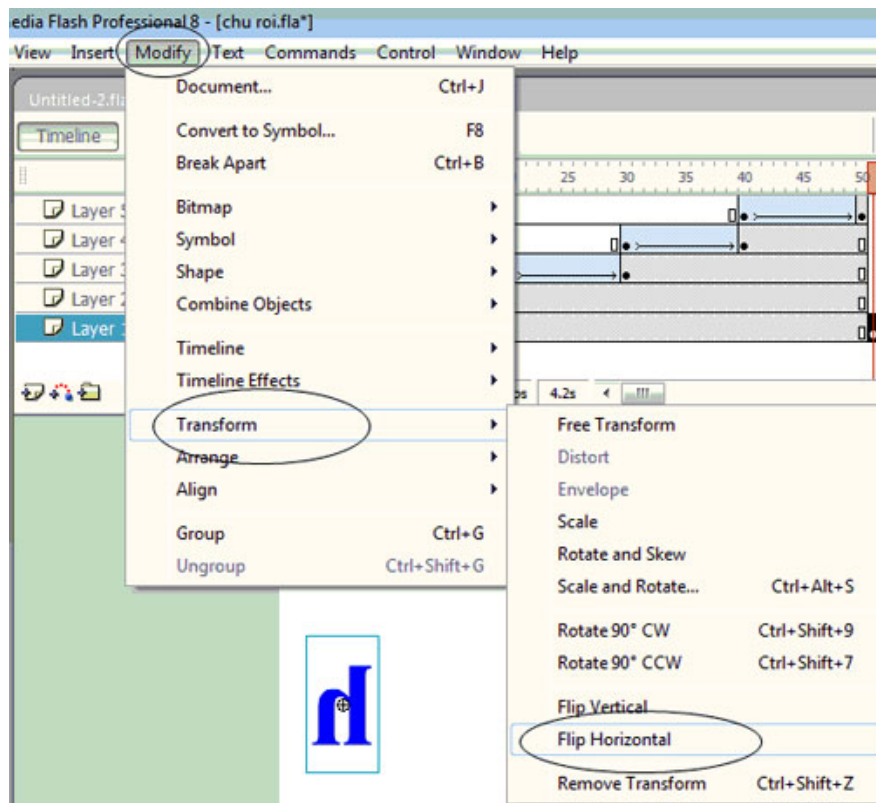 edia Flash Professional 8 - [chu roi.fla*]
View Insert Modify Text Commands Control Window Help
Untitled-2.fla
Timeline
Document... Ctrl+J
Convert to Symbol... F8
Break Apart Ctrl+B
25 30 35 40 45 50
Bitmap
Layer 5
Symbol
Layer 4
Shape
Layer 3
Combine Objects
Layer 2
Layer
Timeline
Timeline Effects
ps 4.2s
Transform
Free Transform
Arrange
Distort
Align
Envelope
Scale
Group Ctrl+G
Rotate and Skew
Ungroup Ctrl+Shift+G
Scale and Rotate... Ctrl+Alt+S
Rotate 90° CW Ctrl+Shift+9
Rotate 90° CCW Ctrl+Shift+7
Flip Vertical
h
Flip Horizontal
Remove Transform Ctrl+Shift+Z